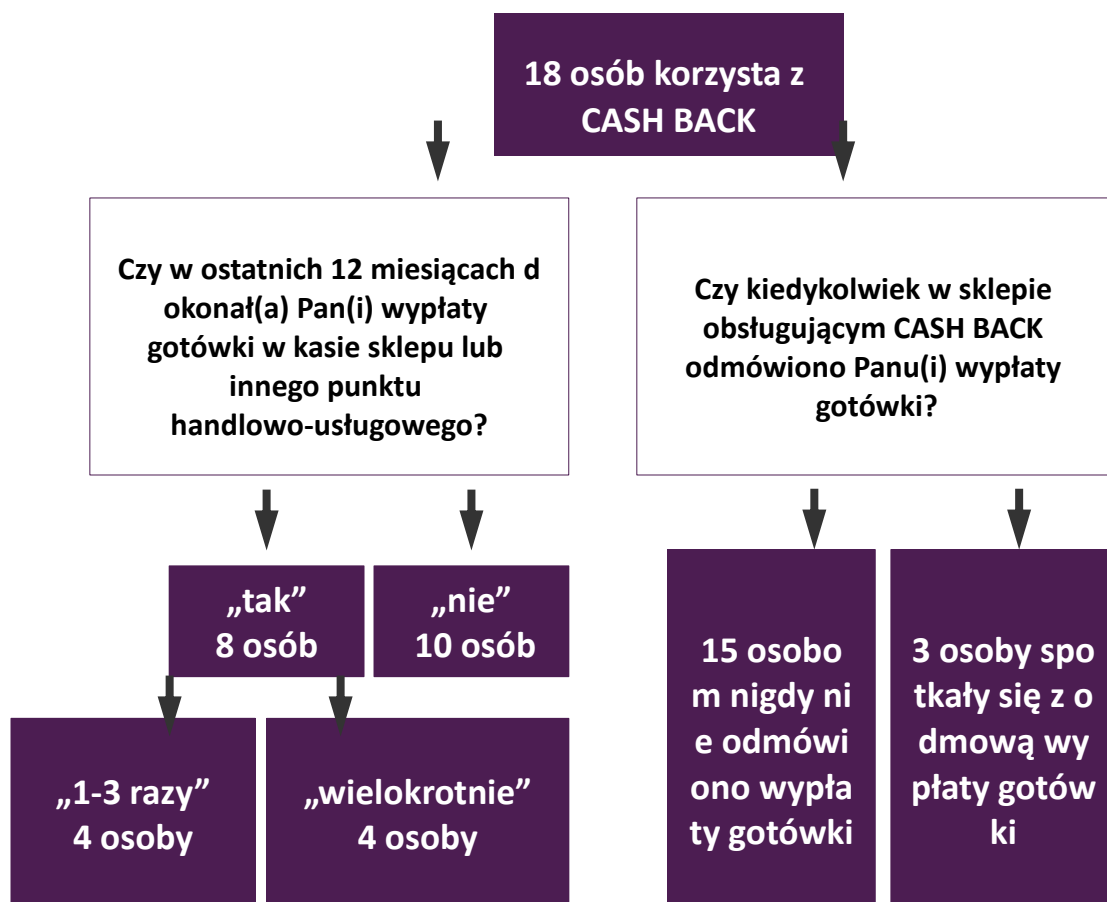 18 osób korzysta z
CASH BACK
Czy w ostatnich 12 miesiącach d
okonał(a) Pan(i) wypłaty
gotówki w kasie sklepu lub
innego punktu
handlowo-usługowego?
Czy kiedykolwiek w sklepie
obsługującym CASH BACK
odmówiono Panu(i) wypłaty
gotówki?
„tak”
8 osób
„nie”
10 osób
„1-3 razy”
4 osoby
„wielokrotnie”
4 osoby
15 osobo
m nigdy ni
e odmówi
ono wypła
ty gotówki
3 osoby spo
tkały się z o
dmową wy
płaty gotów
ki